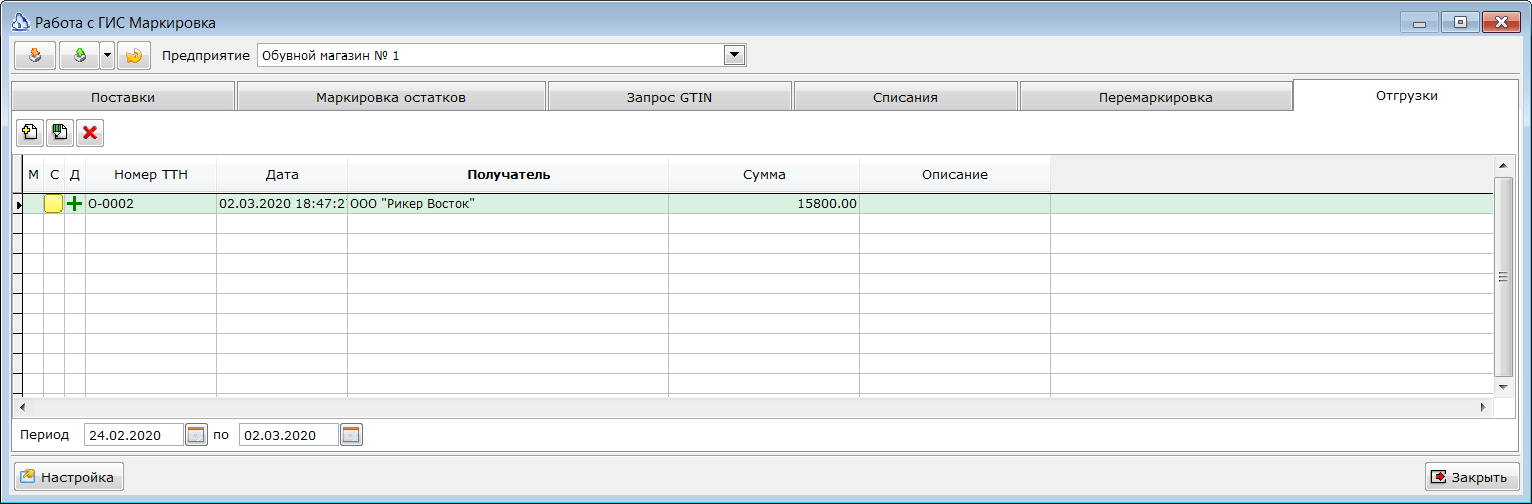 Работа с ГИС Маркировка
Предприятие Обувной магазин № 1
Поставки Маркировка остатков Запрос GTIN Списания Перемаркировка Отгрузки
М С Д Номер ТТН Дата Получатель Сумма Описание
О-0002 02.03.2020 18:47:27 ООО "Рикер Восток" 15800.00
Период 24.02.2020 по 02.03.2020
Настройка Закрыть